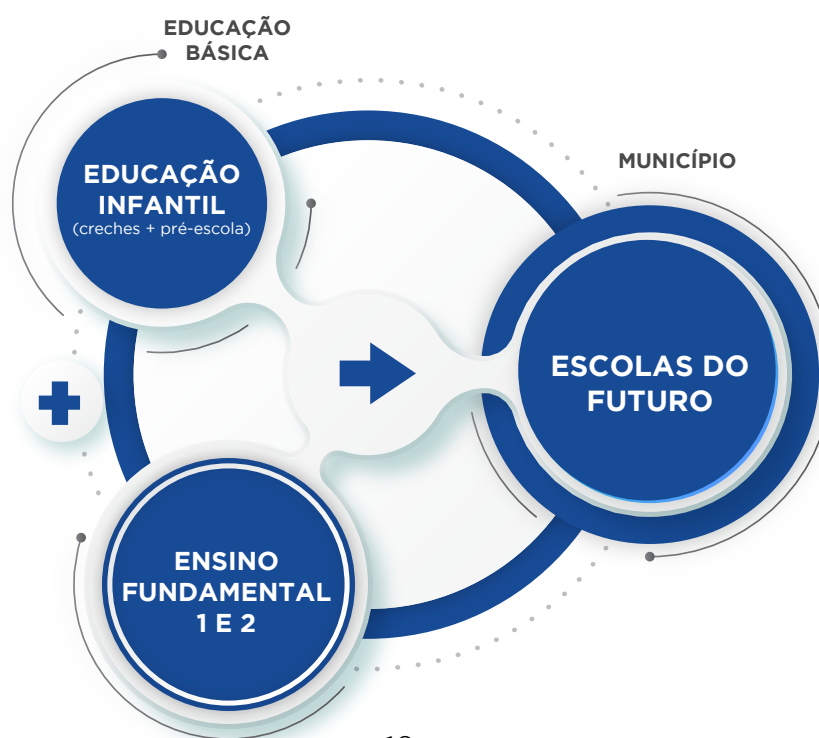 EDUCAÇÃO
BÁSICA
EDUCAÇÃO
INFANTIL
(creches + pré-escola)
MUNICÍPIO
ESCOLAS DO
FUTURO
ENSINO
FUNDAMENTAL
1 E 2